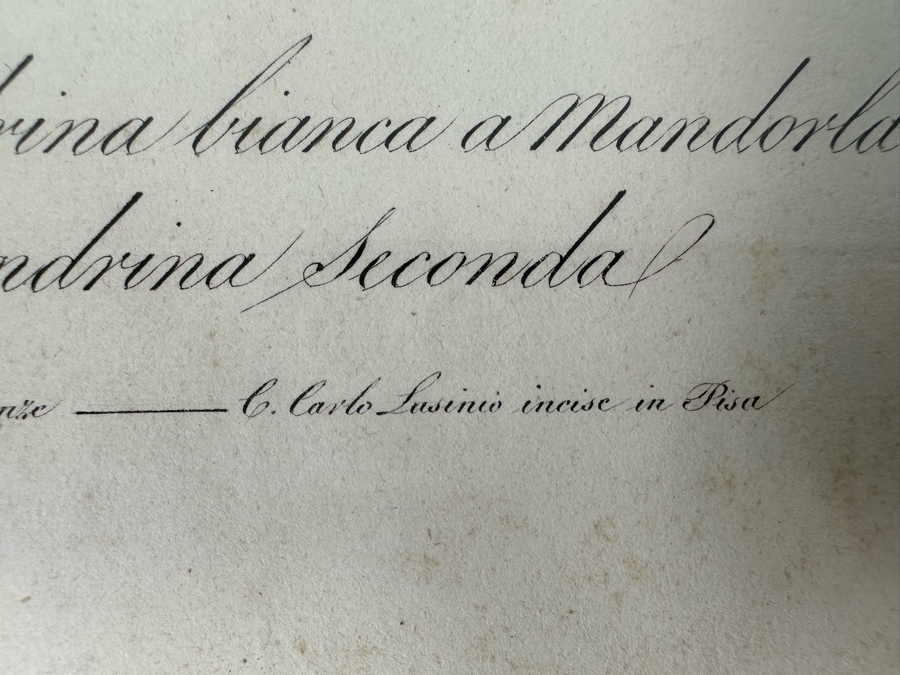 rina bianca a Mandorla
ndrina Seconda
nze — C. Carlo Lasinio incise in Pisa